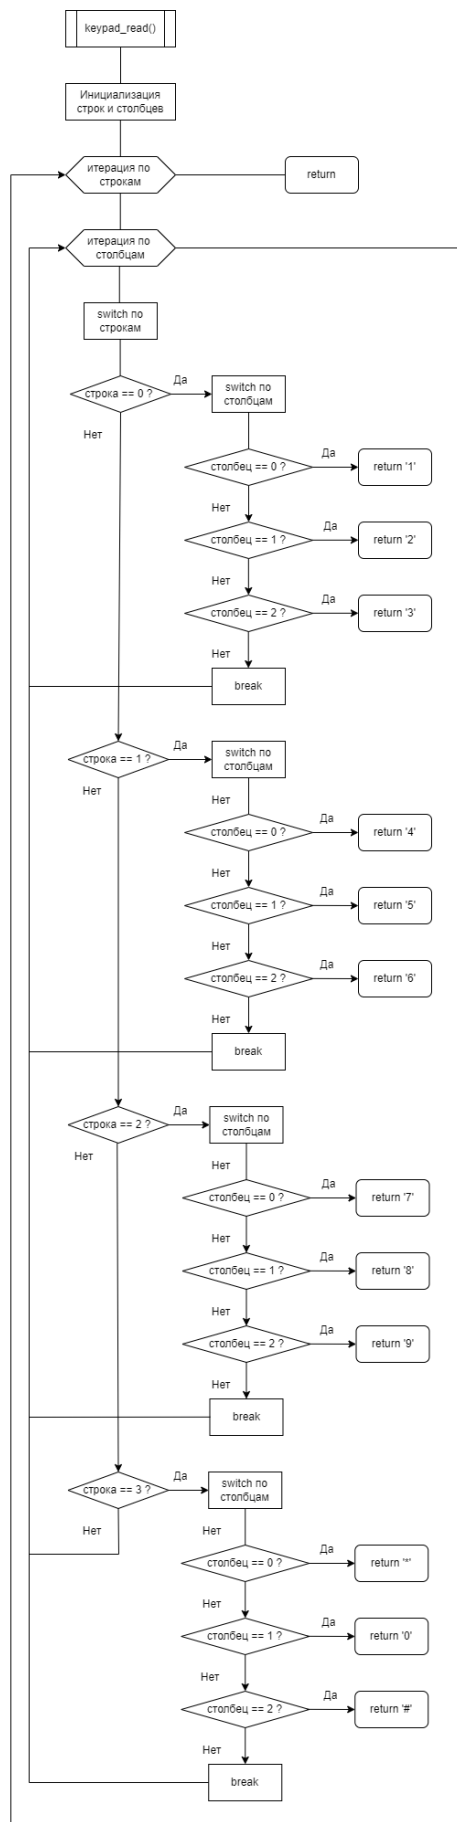 keypad_read()
Инициализация
строк и столбцев
итерация по
строкам
return
итерация по
столбцам
switch по
строкам
строка == 0 ?
Да
switch по
столбцам
Нет
столбец == 0 ?
Да
return '1'
Нет
столбец == 1 ?
Да
return '2'
Нет
столбец == 2 ?
Да
return '3'
Нет
break
строка == 1 ?
Да
switch по
столбцам
Нет
Нет
столбец == 0 ?
Да
return '4'
Нет
столбец == 1 ?
Да
return '5'
Нет
столбец == 2 ?
Да
return '6'
Нет
break
строка == 2 ?
Да
switch по
столбцам
Нет
Нет
столбец == 0 ?
Да
return '7'
Нет
столбец == 1 ?
Да
return '8'
Нет
столбец == 2 ?
Да
return '9'
Нет
break
строка == 3 ?
Да
switch по
столбцам
Нет
Нет
столбец == 0 ?
Да
return '*'
Нет
столбец == 1 ?
Да
return '0'
Нет
столбец == 2 ?
Да
return '#'
Нет
break